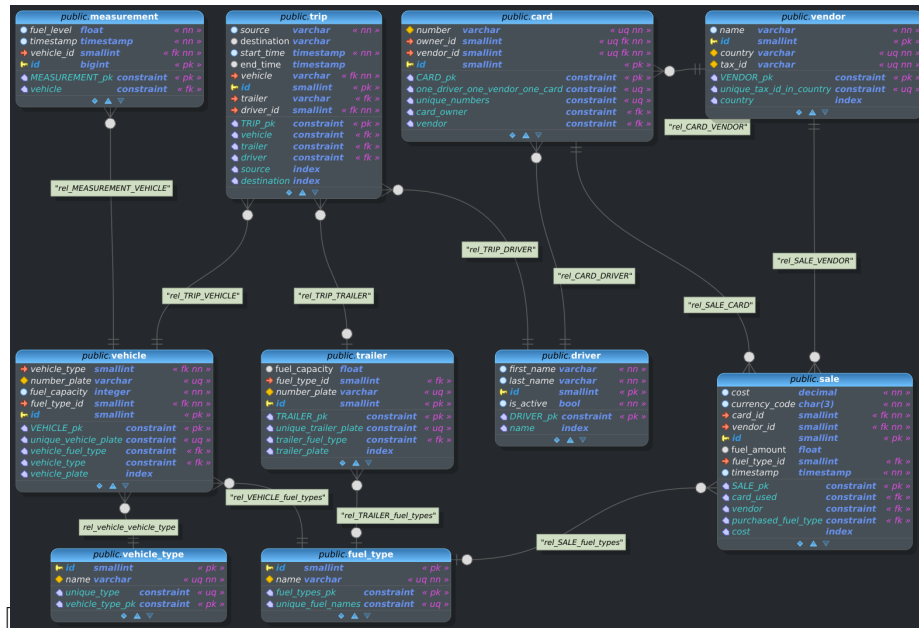 public.measurement
fuel_level float « nn »
timestamp timestamp « nn »
vehicle_id smallint « fk nn »
id bigint « pk »
MEASUREMENT_pk constraint « pk »
vehicle constraint « fk »
public.trip
source varchar « nn »
destination varchar
start_time timestamp « nn »
end_time timestamp
vehicle varchar « fk nn »
id smallint « pk »
trailer varchar « fk »
driver_id smallint « fk nn »
TRIP_pk constraint « pk »
vehicle constraint « fk »
trailer constraint « fk »
driver constraint « fk »
source index
destination index
public.card
number varchar « uq nn »
owner_id smallint « uq fk nn »
vendor_id smallint « uq fk nn »
id smallint « pk »
CARD_pk constraint « pk »
one_driver_one_vendor_one_card constraint « uq »
unique_numbers constraint « uq »
card_owner constraint « fk »
vendor constraint « fk »
public.vendor
name varchar « nn »
id smallint « pk »
country varchar « uq nn »
tax_id varchar « uq nn »
VENDOR_pk constraint « pk »
unique_tax_id_in_country constraint « uq »
country index
"rel_CARD_VENDOR"
"rel_MEASUREMENT_VEHICLE"
"rel_TRIP_DRIVER"
"rel_SALE_VENDOR"
"rel_CARD_DRIVER"
"rel_TRIP_VEHICLE"
"rel_TRIP_TRAILER"
"rel_SALE_CARD"
public.vehicle
vehicle_type smallint « fk nn »
number_plate varchar « uq »
fuel_capacity integer « nn »
fuel_type_id smallint « fk nn »
id smallint « pk »
VEHICLE_pk constraint « pk »
unique_vehicle_plate constraint « uq »
vehicle_fuel_type constraint « fk »
vehicle_type constraint « fk »
vehicle_plate index
public.trailer
fuel_capacity float
fuel_type_id smallint « fk »
number_plate varchar « uq »
id smallint « pk »
TRAILER_pk constraint « pk »
unique_trailer_plate constraint « uq »
trailer_fuel_type constraint « fk »
trailer_plate index
public.driver
first_name varchar « nn »
last_name varchar « nn »
id smallint « pk »
is_active bool « nn »
DRIVER_pk constraint « pk »
name index
public.sale
cost decimal « nn »
currency_code char(3) « nn »
card_id smallint « fk nn »
vendor_id smallint « fk nn »
id smallint « pk »
fuel_amount float
fuel_type_id smallint « fk »
timestamp timestamp « nn »
SALE_pk constraint « pk »
card_used constraint « fk »
vendor constraint « fk »
purchased_fuel_type constraint « fk »
cost index
"rel_VEHICLE_fuel_types"
"rel_TRAILER_fuel_types"
rel_vehicle_vehicle_type
"rel_SALE_fuel_types"
public.vehicle_type
id smallint « pk »
name varchar « uq nn »
unique_type constraint « uq »
vehicle_type_pk constraint « pk »
public.fuel_type
id smallint « pk »
name varchar « uq nn »
fuel_types_pk constraint « pk »
unique_fuel_names constraint « uq »